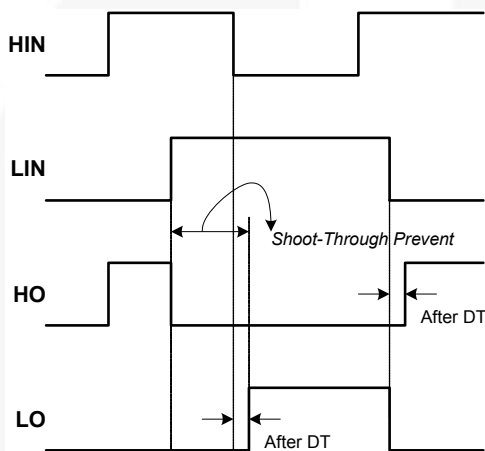 HIN
LIN
Shoot-Through Prevent
HO
After DT
LO
After DT